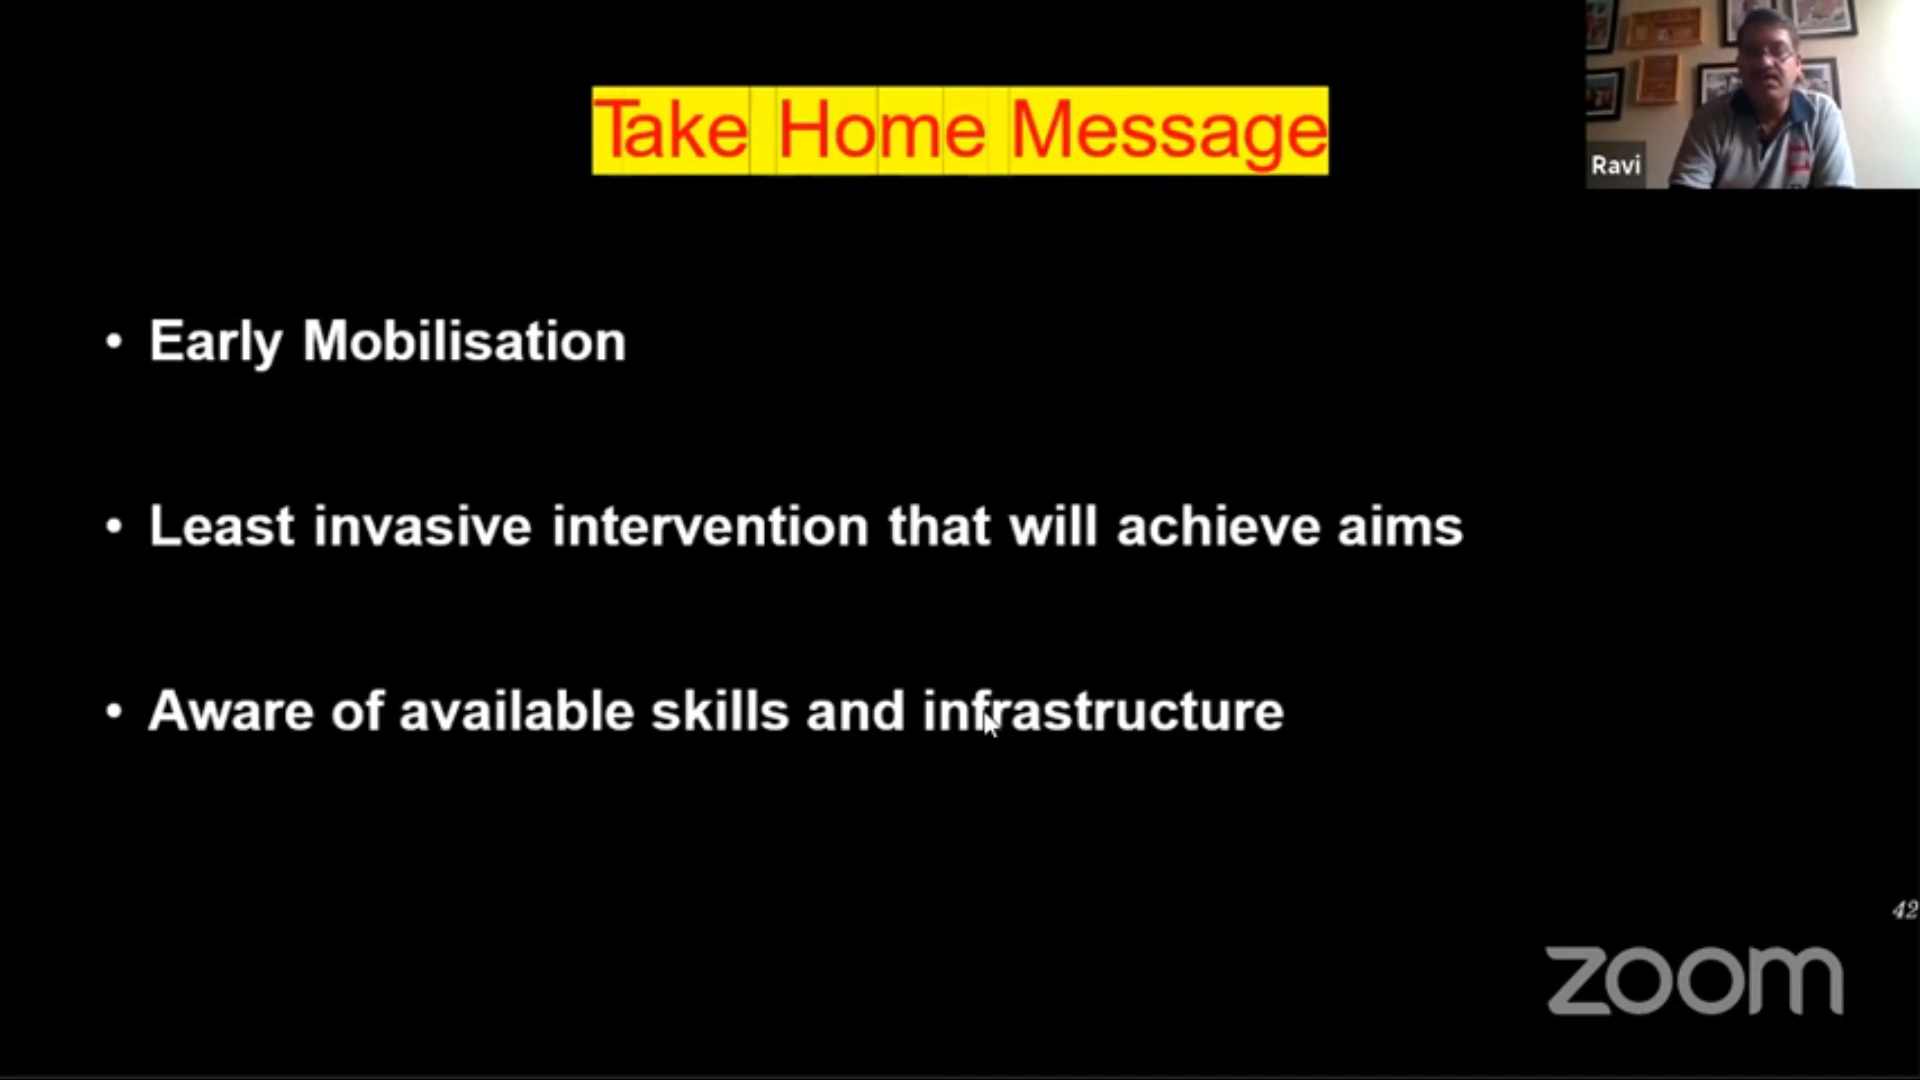 Take Home Message
Ravi
• Early Mobilisation
• Least invasive intervention that will achieve aims
• Aware of available skills and infrastructure
42
zoom